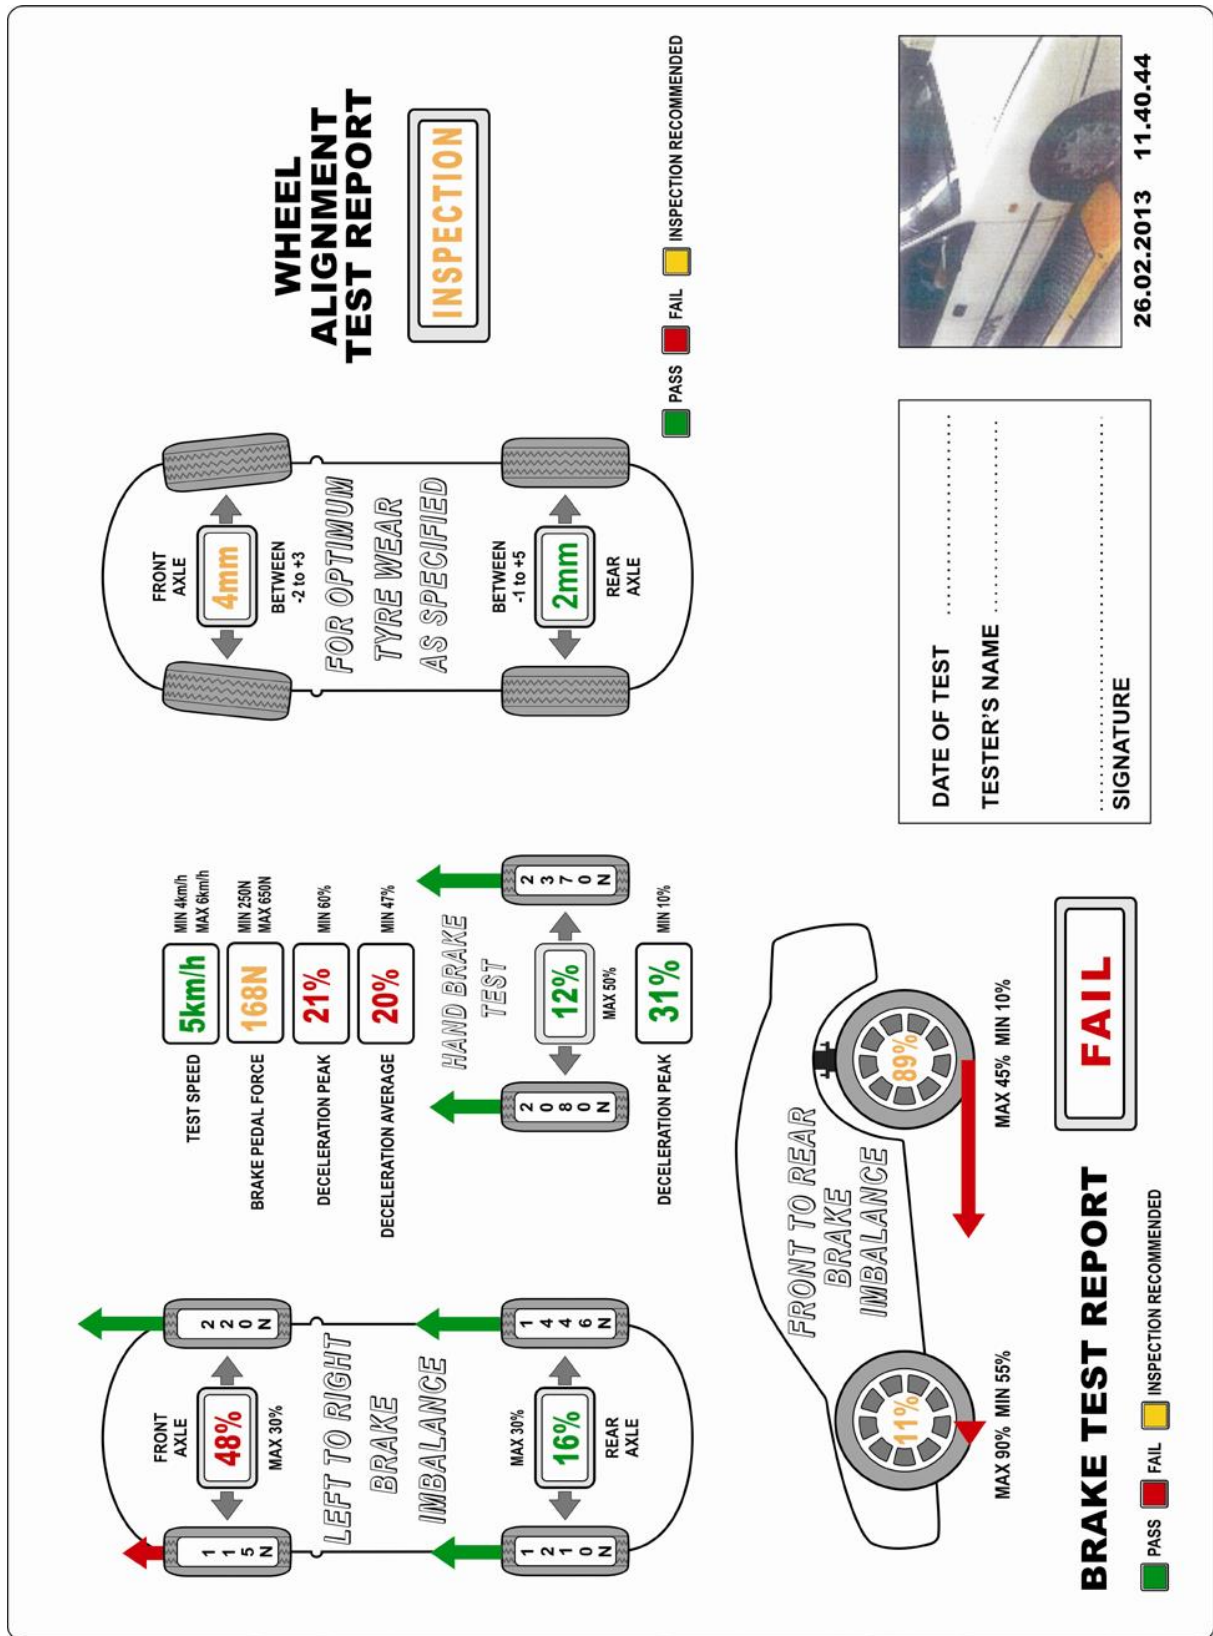 FRONT
AXLE
115N
48%
220N
MAX 30%
LEFT TO RIGHT
BRAKE
IMBALANCE
MAX 30%
1210N
16%
1446N
REAR
AXLE
TEST SPEED
5km/h
MIN 4km/h
MAX 6km/h
BRAKE PEDAL FORCE
168N
MIN 250N
MAX 650N
DECELERATION PEAK
21%
MIN 60%
DECELERATION AVERAGE
20%
MIN 47%
HAND BRAKE
TEST
2080N
12%
2370N
MAX 50%
DECELERATION PEAK
31%
MIN 10%
FRONT AXLE
4mm
BETWEEN
-2 to +3
FOR OPTIMUM
TYRE WEAR
AS SPECIFIED
BETWEEN
-1 to +5
2mm
REAR
AXLE
WHEEL
ALIGNMENT
TEST REPORT
INSPECTION
PASS FAIL INSPECTION RECOMMENDED
FRONT TO REAR
BRAKE
IMBALANCE
11%
89%
MAX 90% MIN 55%
MAX 45% MIN 10%
BRAKE TEST REPORT
FAIL
PASS FAIL INSPECTION RECOMMENDED
DATE OF TEST
TESTER'S NAME
SIGNATURE
26.02.2013 11.40.44